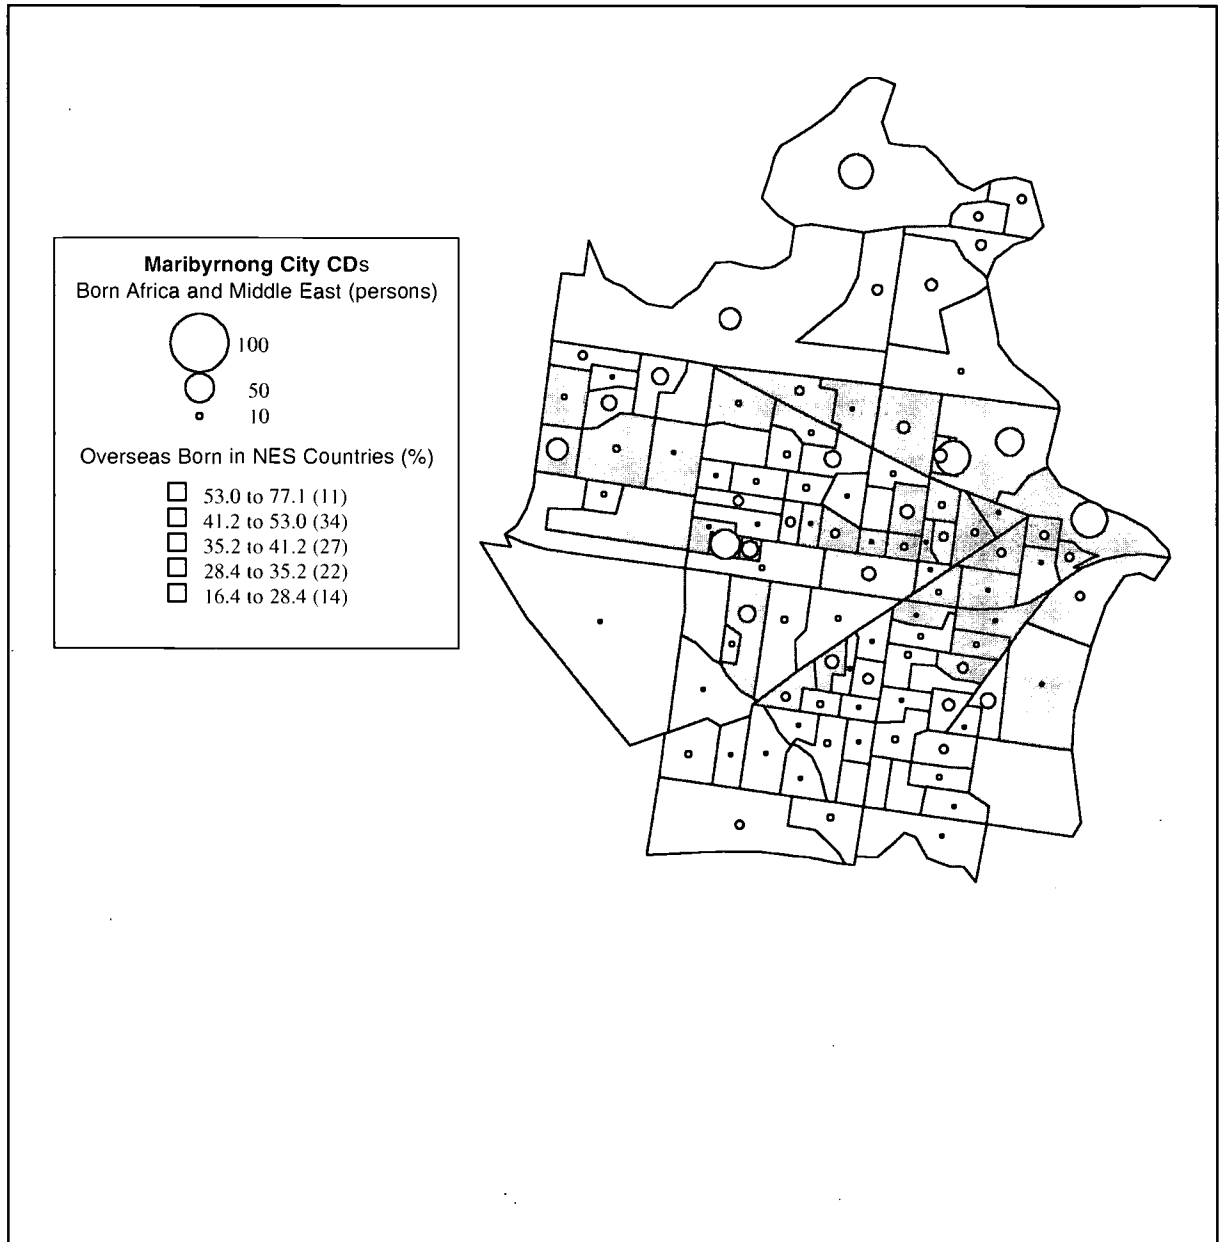 Maribyrnong City CDs
Born Africa and Middle East (persons)
100
50
10
Overseas Born in NES Countries (%)
53.0 to 77.1 (11)
41.2 to 53.0 (34)
35.2 to 41.2 (27)
28.4 to 35.2 (22)
16.4 to 28.4 (14)